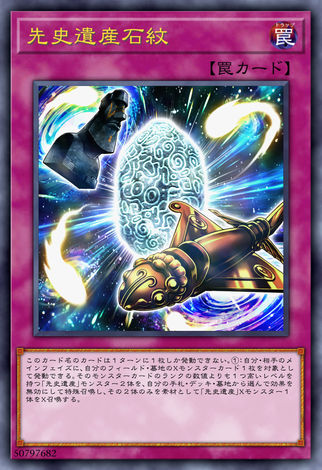 先史遺産石紋
トラップ
罠
【罠カード】
このカード名のカードは1ターンに1枚しか発動できない。①:自分・相手のメ
インフェイズに、自分のフィールド・墓地のXモンスターカード1枚を対象とし
て発動できる。そのモンスターカードのランクの数値よりも1つ高いレベルを
持つ「先史遺産」モンスター2体を、自分の手札・デッキ・墓地から選んで効果を
無効にして特殊召喚し、その2体のみを素材として「先史遺産」Xモンスター1
体をX召喚する。
50797682